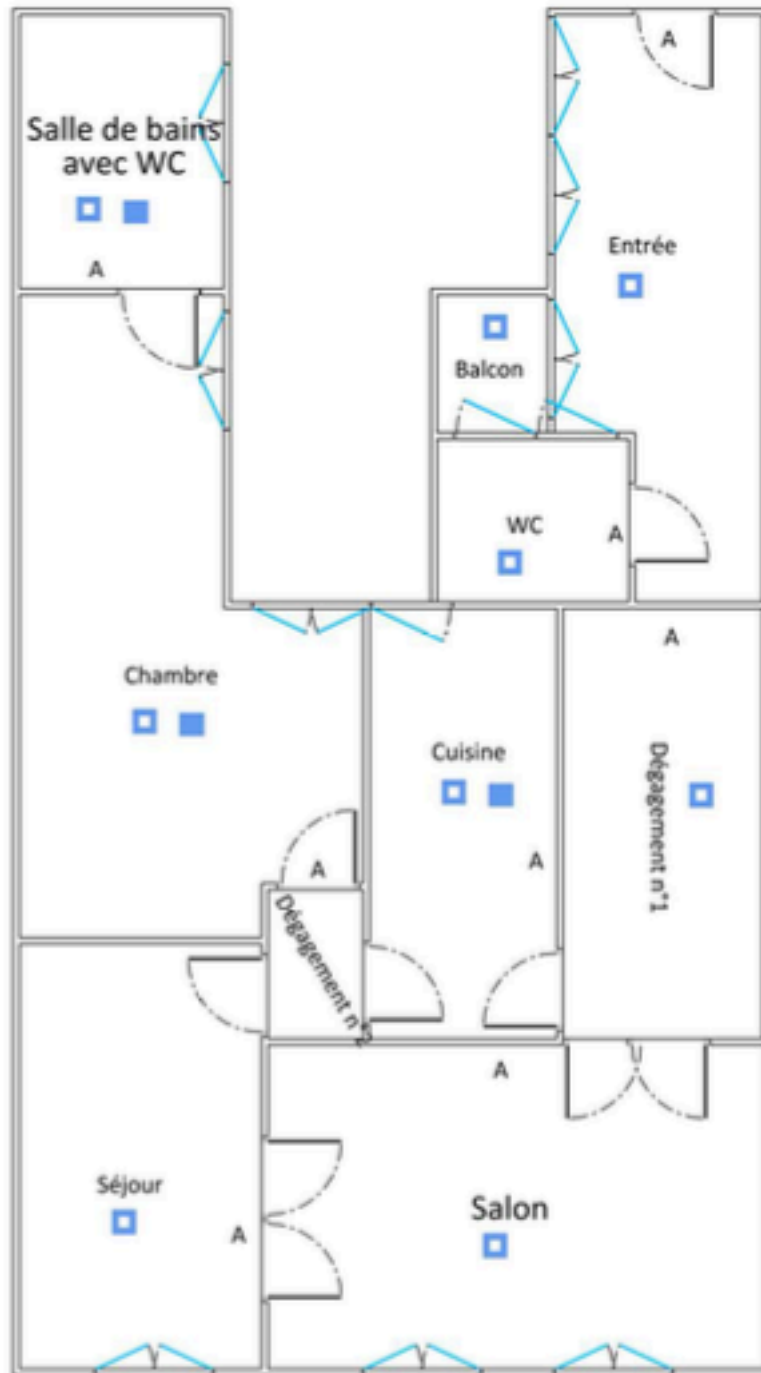 A
Salle de bains
avec WC
Entrée
A
Balcon
WC
A
A
Chambre
Cuisine
Dégagement n°1
A
A
Dégagement n°2
A
Séjour
Salon
A